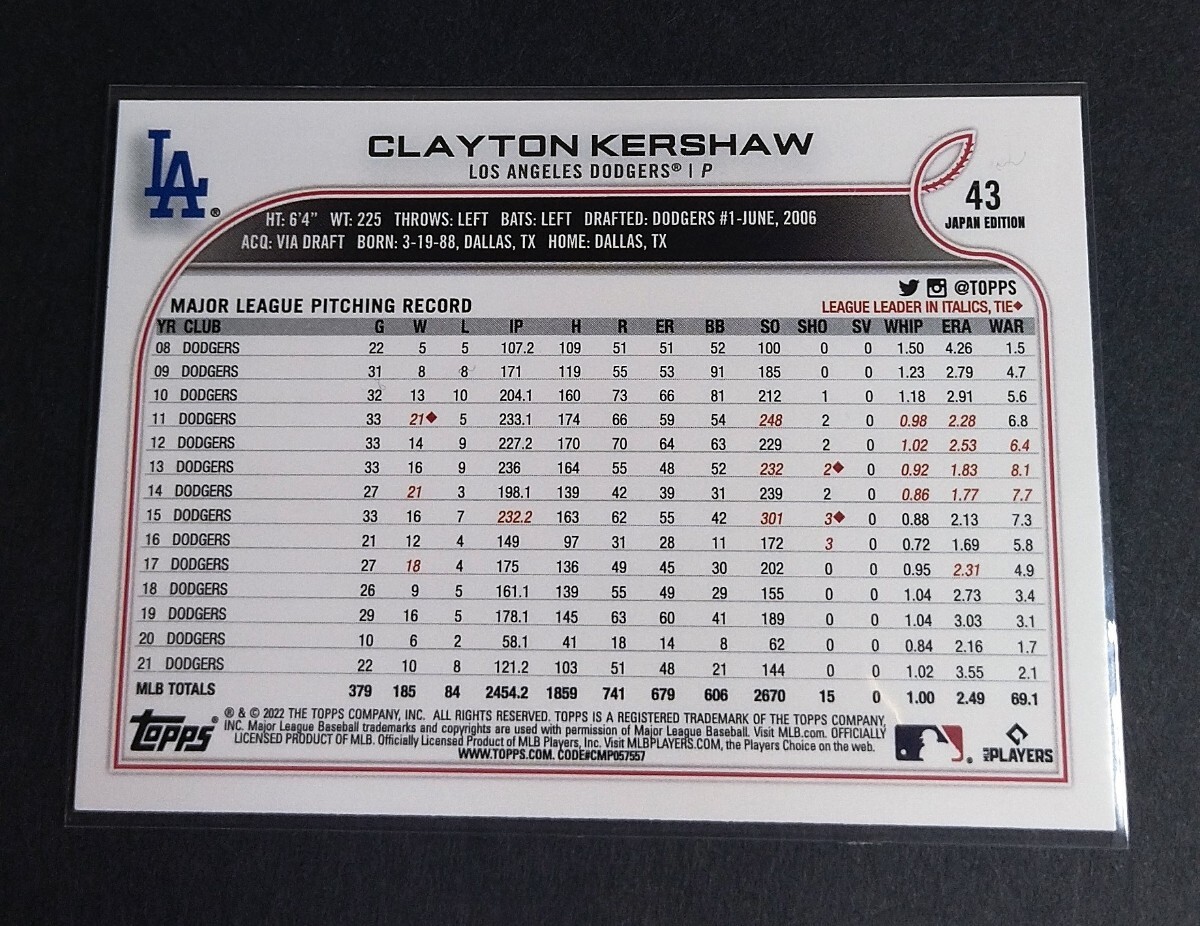 LA ®
CLAYTON KERSHAW
LOS ANGELES DODGERS® | P
43
JAPAN EDITION
HT: 6'4" WT: 225 THROWS: LEFT BATS: LEFT DRAFTED: DODGERS #1-JUNE, 2006
ACQ: VIA DRAFT BORN: 3-19-88, DALLAS, TX HOME: DALLAS, TX
@TOPPS
MAJOR LEAGUE PITCHING RECORD LEAGUE LEADER IN ITALICS, TIE◆
YR CLUB G W L IP H R ER BB SO SHO SV WHIP ERA WAR
08 DODGERS 22 5 5 107.2 109 51 51 52 100 0 0 1.50 4.26 1.5
09 DODGERS 31 8 8 171 119 55 53 91 185 0 0 1.23 2.79 4.7
10 DODGERS 32 13 10 204.1 160 73 66 81 212 1 0 1.18 2.91 5.6
11 DODGERS 33 21◆ 5 233.1 174 66 59 54 248 2 0 0.98 2.28 6.8
12 DODGERS 33 14 9 227.2 170 70 64 63 229 2 0 1.02 2.53 6.4
13 DODGERS 33 16 9 236 164 55 48 52 232 2◆ 0 0.92 1.83 8.1
14 DODGERS 27 21 3 198.1 139 42 39 31 239 2 0 0.86 1.77 7.7
15 DODGERS 33 16 7 232.2 163 62 55 42 301 3◆ 0 0.88 2.13 7.3
16 DODGERS 21 12 4 149 97 31 28 11 172 3 0 0.72 1.69 5.8
17 DODGERS 27 18 4 175 136 49 45 30 202 0 0 0.95 2.31 4.9
18 DODGERS 26 9 5 161.1 139 55 49 29 155 0 0 1.04 2.73 3.4
19 DODGERS 29 16 5 178.1 145 63 60 41 189 0 0 1.04 3.03 3.1
20 DODGERS 10 6 2 58.1 41 18 14 8 62 0 0 0.84 2.16 1.7
21 DODGERS 22 10 8 121.2 103 51 48 21 144 0 0 1.02 3.55 2.1
MLB TOTALS 379 185 84 2454.2 1859 741 679 606 2670 15 0 1.00 2.49 69.1
Topps®
® & © 2022 THE TOPPS COMPANY, INC. ALL RIGHTS RESERVED. TOPPS IS A REGISTERED TRADEMARK OF THE TOPPS COMPANY,
INC. Major League Baseball trademarks and copyrights are used with permission of Major League Baseball. Visit MLB.com. OFFICIALLY
LICENSED PRODUCT OF MLB. Officially Licensed Product of MLB Players, Inc. Visit MLBPLAYERS.COM, the Players Choice on the web.
WWW.TOPPS.COM. CODE#CMP057557
®
MLB PLAYERS